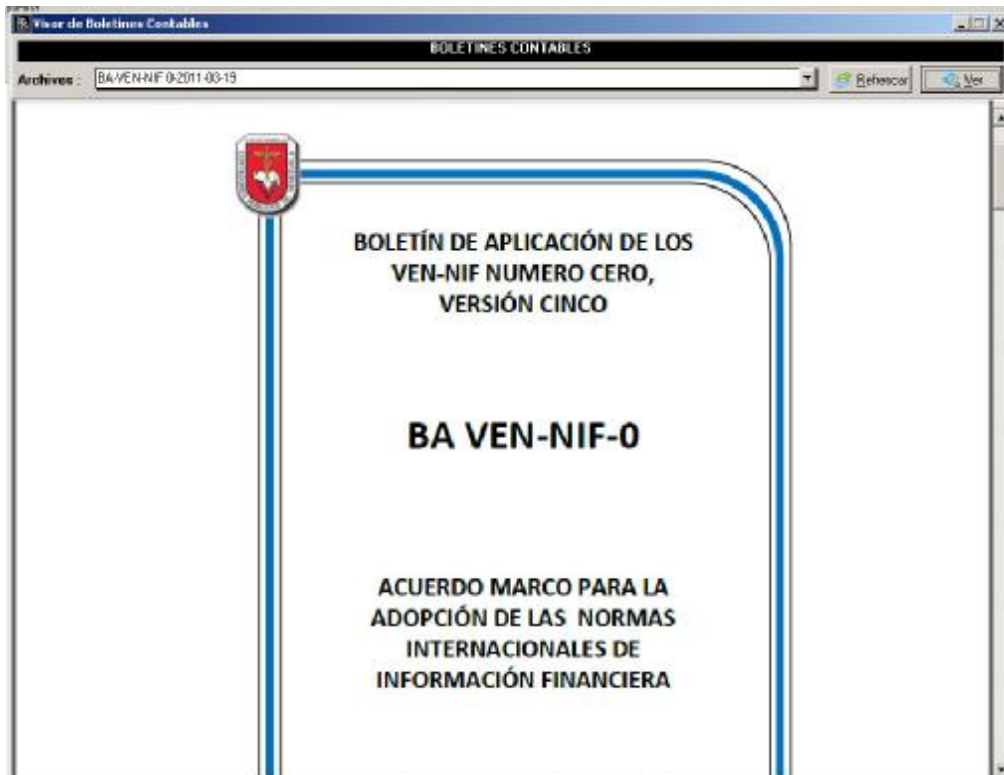 Visor de Boletines Contables
BOLETINES CONTABLES
Archivos : BA-VEN-NIF 0-2011-03-19 Refrescar Ver
BOLETÍN DE APLICACIÓN DE LOS
VEN-NIF NUMERO CERO,
VERSIÓN CINCO
BA VEN-NIF-0
ACUERDO MARCO PARA LA
ADOPCIÓN DE LAS NORMAS
INTERNACIONALES DE
INFORMACIÓN FINANCIERA